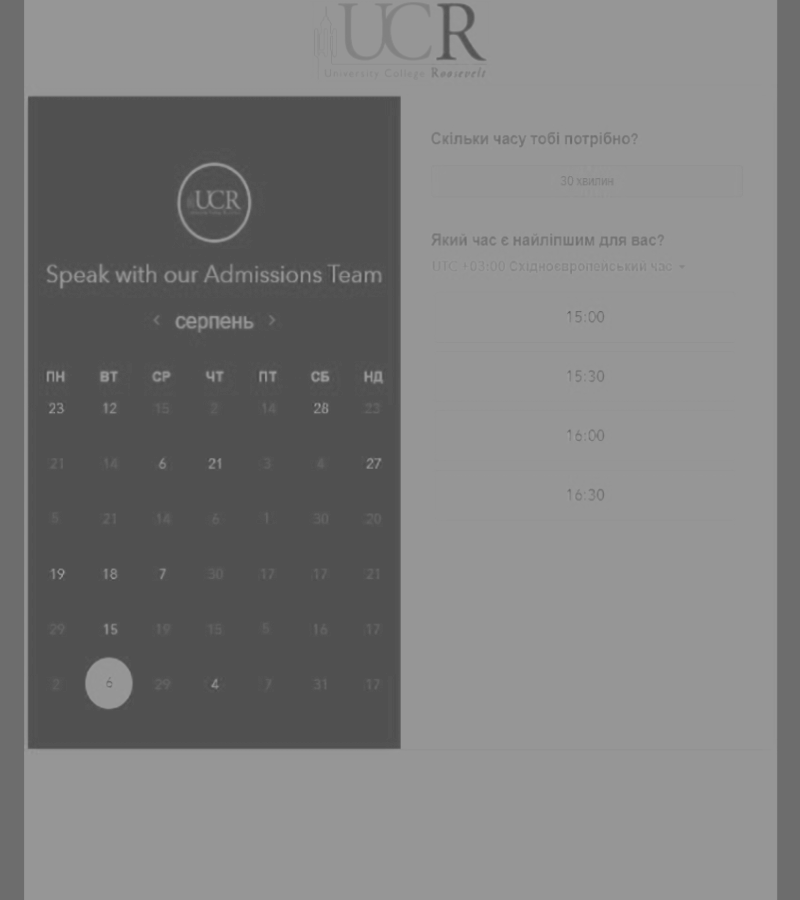 UCR
University College Roosevelt
UCR
Speak with our Admissions Team
серпень
ПН ВТ СР ЧТ ПТ СБ НД
23 12 15 2 14 28 23
21 14 6 21 3 4 27
5 21 14 6 1 30 20
19 18 7 30 17 17 21
29 15 19 15 5 16 17
2 6 29 4 7 31 17
Скільки часу тобі потрібно?
30 хвилин
Який час є найліпшим для вас?
UTC +03:00 Східноєвропейський час
15:00
15:30
16:00
16:30